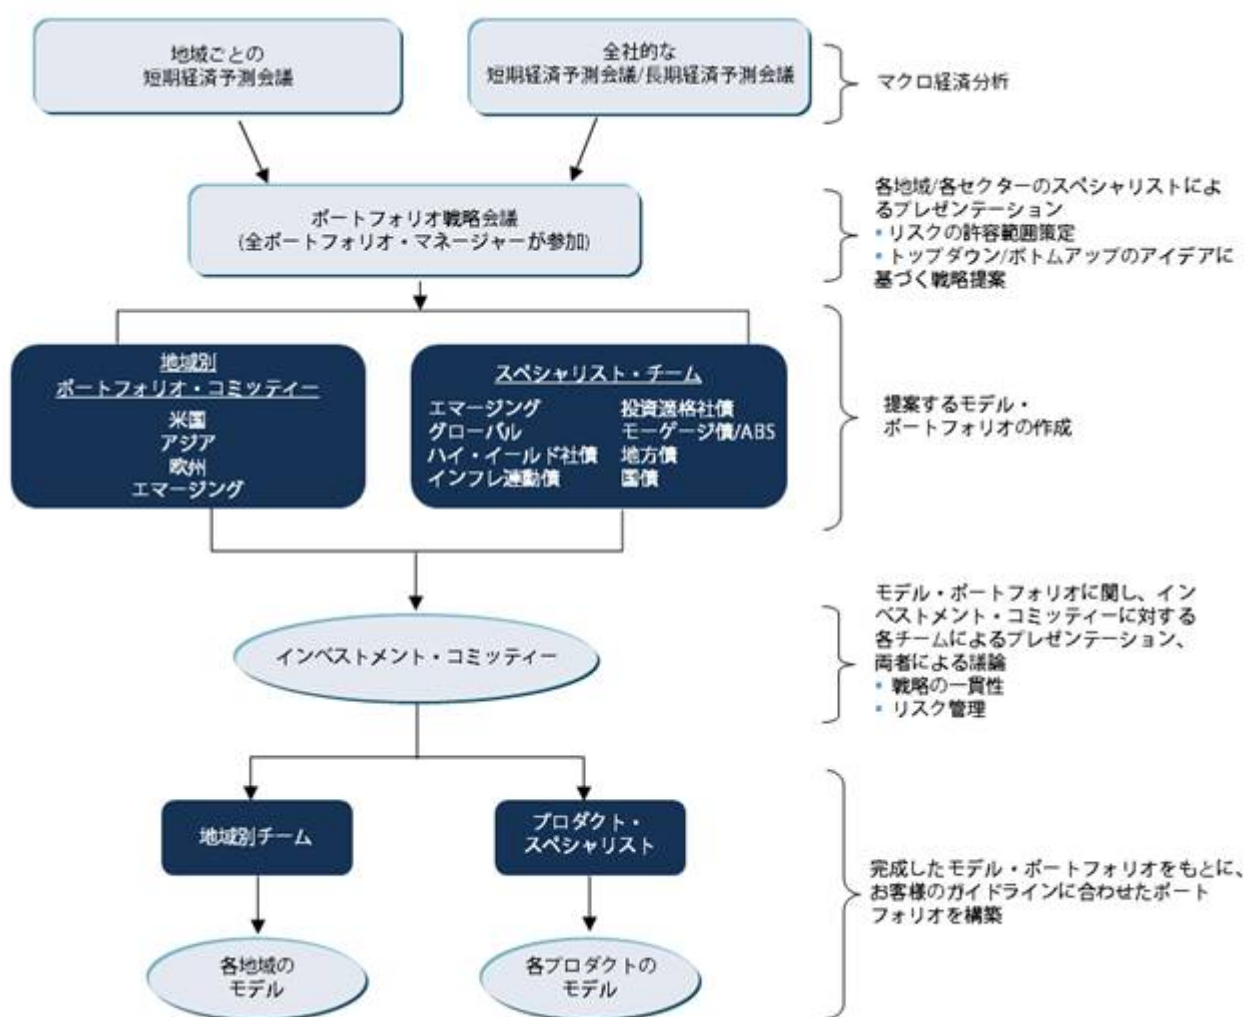 地域ごとの
短期経済予測会議
全社的な
短期経済予測会議/長期経済予測会議
マクロ経済分析
ポートフォリオ戦略会議
(全ポートフォリオ・マネージャーが参加)
各地域/各セクターのスペシャリストによ
るプレゼンテーション
▪リスクの許容範囲策定
▪トップダウン/ボトムアップのアイデアに
基づく戦略提案
地域別
ポートフォリオ・コミッティー
米国
アジア
欧州
エマージング
スペシャリスト・チーム
エマージング 投資適格社債
グローバル モーゲージ債/ABS
ハイ・イールド社債 地方債
インフレ連動債 国債
提案するモデル・
ポートフォリオの作成
インベストメント・コミッティー
モデル・ポートフォリオに関し、イン
ベストメント・コミッティーに対する
各チームによるプレゼンテーション、
両者による議論
▪ 戦略の一貫性
▪ リスク管理
地域別チーム
プロダクト・
スペシャリスト
完成したモデル・ポートフォリオをもとに、
お客様のガイドラインに合わせたポート
フォリオを構築
各地域の
モデル
各プロダクトの
モデル